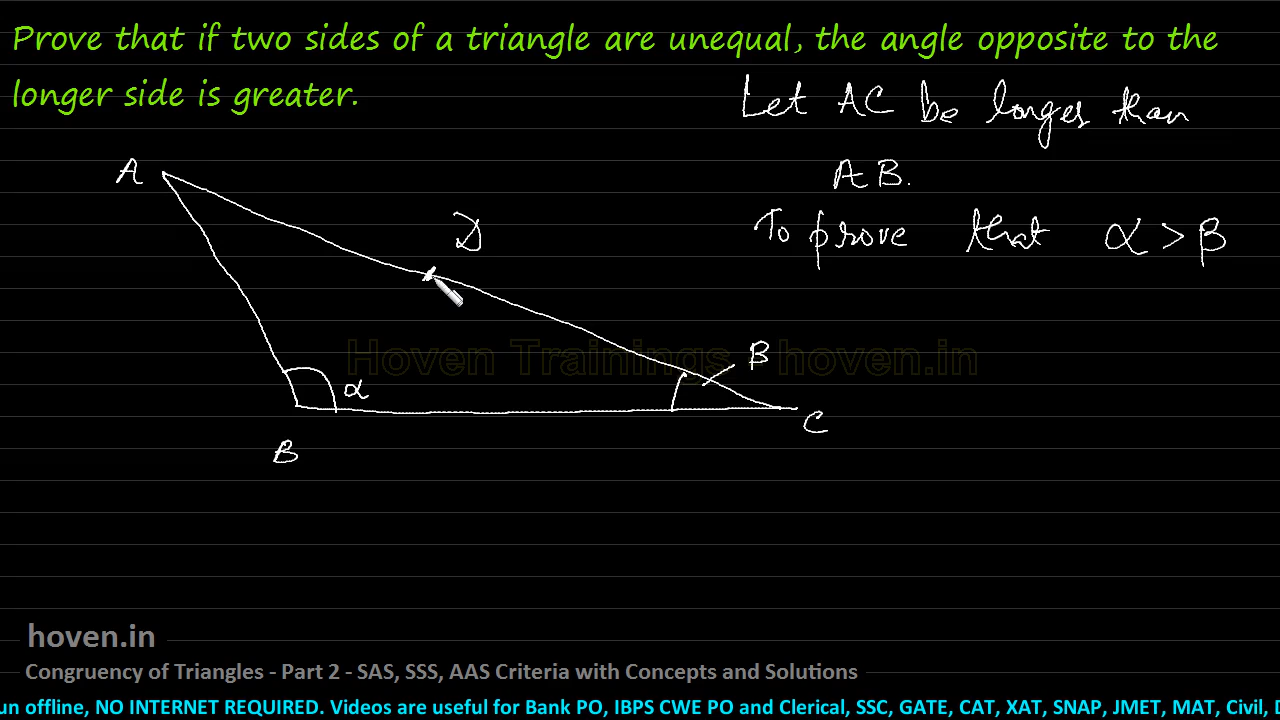 Prove that if two sides of a triangle are unequal, the angle opposite to the
longer side is greater.
Let AC be longer than
AB.
To prove that α > β
A
D
Hoven Trainings - hoven.in
β
α
C
B
hoven.in
Congruency of Triangles - Part 2 - SAS, SSS, AAS Criteria with Concepts and Solutions
un offline, NO INTERNET REQUIRED. Videos are useful for Bank PO, IBPS CWE PO and Clerical, SSC, GATE, CAT, XAT, SNAP, JMET, MAT, Civil,